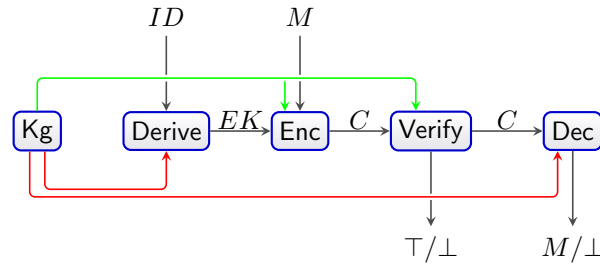 ID M
Kg Derive EK Enc C Verify C Dec
⊤/⊥ M/⊥